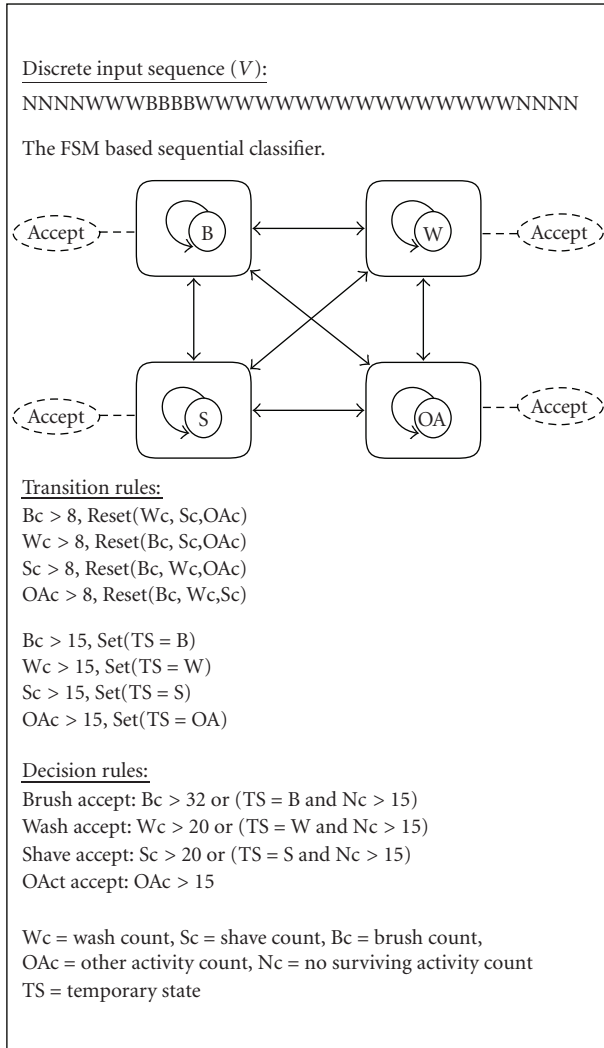 Discrete input sequence (V):
NNNNWWWBBBBWWWWWWWWWWWWWWWWNNNN
The FSM based sequential classifier.
Accept
B
W
Accept
Accept
S
OA
Accept
Transition rules:
Bc > 8, Reset(Wc, Sc,OAc)
Wc > 8, Reset(Bc, Sc,OAc)
Sc > 8, Reset(Bc, Wc,OAc)
OAc > 8, Reset(Bc, Wc,Sc)
Bc > 15, Set(TS = B)
Wc > 15, Set(TS = W)
Sc > 15, Set(TS = S)
OAc > 15, Set(TS = OA)
Decision rules:
Brush accept: Bc > 32 or (TS = B and Nc > 15)
Wash accept: Wc > 20 or (TS = W and Nc > 15)
Shave accept: Sc > 20 or (TS = S and Nc > 15)
OAct accept: OAc > 15
Wc = wash count, Sc = shave count, Bc = brush count,
OAc = other activity count, Nc = no surviving activity count
TS = temporary state